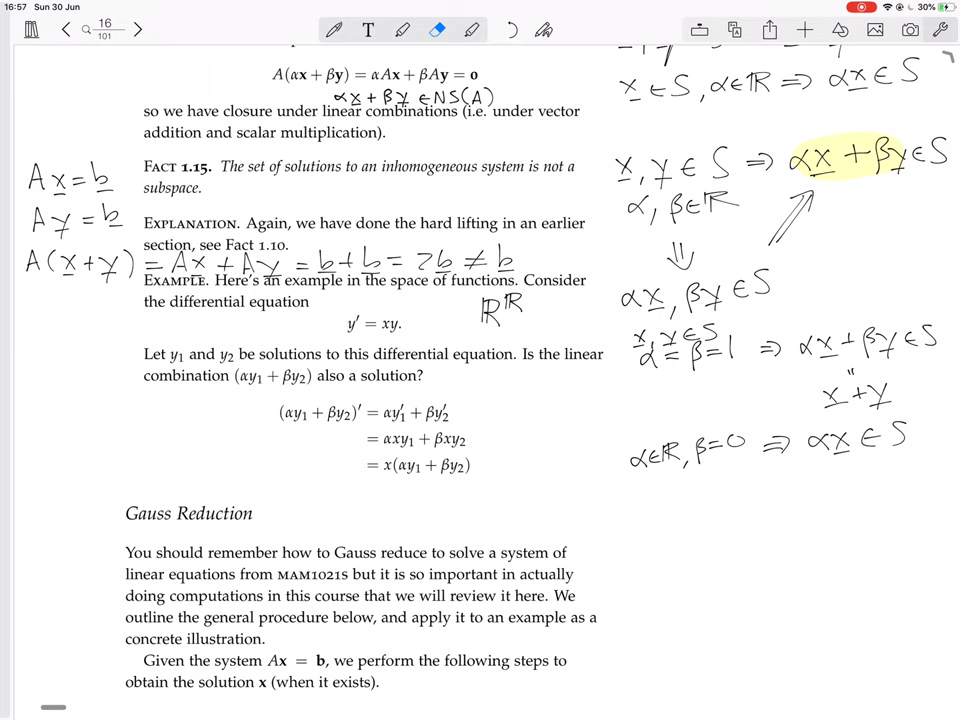 16:57 Sun 30 Jun
30%
16
101
T
A(αx + βy) = αAx + βAy = 0
αx + βy ∈ NS(A)
so we have closure under linear combinations (i.e. under vector
addition and scalar multiplication).
FACT 1.15. The set of solutions to an inhomogeneous system is not a
subspace.
Ax = b
Ay = b
EXPLANATION. Again, we have done the hard lifting in an earlier
section, see Fact 1.10.
A(x+y) = Ax + Ay = b + b = 2b ≠ b
EXAMPLE. Here's an example in the space of functions. Consider
the differential equation
ℝ^ℝ
y′ = xy.
Let y₁ and y₂ be solutions to this differential equation. Is the linear
combination (αy₁ + βy₂) also a solution?
(αy₁ + βy₂)′ = αy₁′ + βy₂′
= αxy₁ + βxy₂
= x(αy₁ + βy₂)
Gauss Reduction
You should remember how to Gauss reduce to solve a system of
linear equations from MAM1021S but it is so important in actually
doing computations in this course that we will review it here. We
outline the general procedure below, and apply it to an example as a
concrete illustration.
Given the system Ax = b, we perform the following steps to
obtain the solution x (when it exists).
x ∈ S, α ∈ ℝ ⇒ αx ∈ S
x, y ∈ S ⇒ αx + βy ∈ S
α, β ∈ ℝ
⇓
αx, βy ∈ S
x, y ∈ S
α = β = 1 ⇒ αx + βy ∈ S
"
x + y
α ∈ ℝ, β = 0 ⇒ αx ∈ S